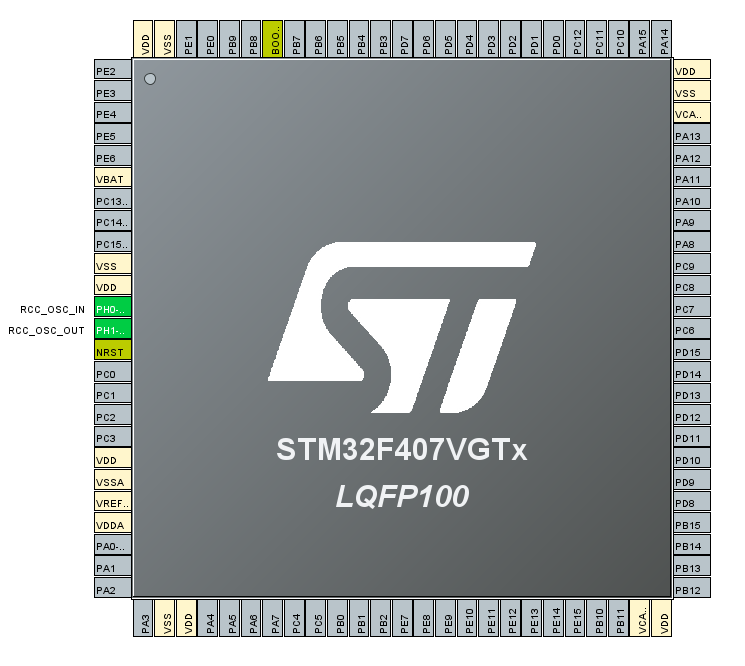 VDD
VSS
PE1
PE0
PB9
PB8
BOO..
PB7
PB6
PB5
PB4
PB3
PD7
PD6
PD5
PD4
PD3
PD2
PD1
PD0
PC12
PC11
PC10
PA15
PA14
PE2
PE3
PE4
PE5
PE6
VBAT
PC13..
PC14..
PC15..
VSS
VDD
RCC_OSC_IN PH0-..
RCC_OSC_OUT PH1-..
NRST
PC0
PC1
PC2
PC3
VDD
VSSA
VREF..
VDDA
PA0-..
PA1
PA2
ST
STM32F407VGTx
LQFP100
VDD
VSS
VCA..
PA13
PA12
PA11
PA10
PA9
PA8
PC9
PC8
PC7
PC6
PD15
PD14
PD13
PD12
PD11
PD10
PD9
PD8
PB15
PB14
PB13
PB12
PA3
VSS
VDD
PA4
PA5
PA6
PA7
PC4
PC5
PB0
PB1
PB2
PE7
PE8
PE9
PE10
PE11
PE12
PE13
PE14
PE15
PB10
PB11
VCA..
VDD